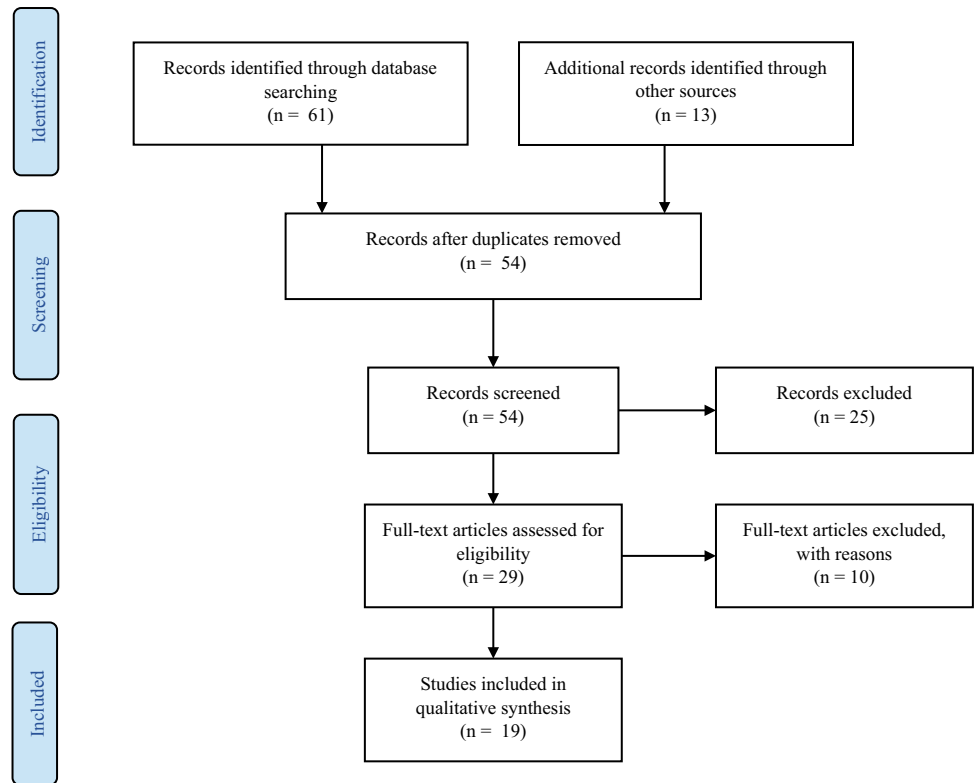 Identification
Records identified through database
searching
(n = 61)
Additional records identified through
other sources
(n = 13)
Screening
Records after duplicates removed
(n = 54)
Records screened
(n = 54)
Records excluded
(n = 25)
Eligibility
Full-text articles assessed for
eligibility
(n = 29)
Full-text articles excluded,
with reasons
(n = 10)
Included
Studies included in
qualitative synthesis
(n = 19)